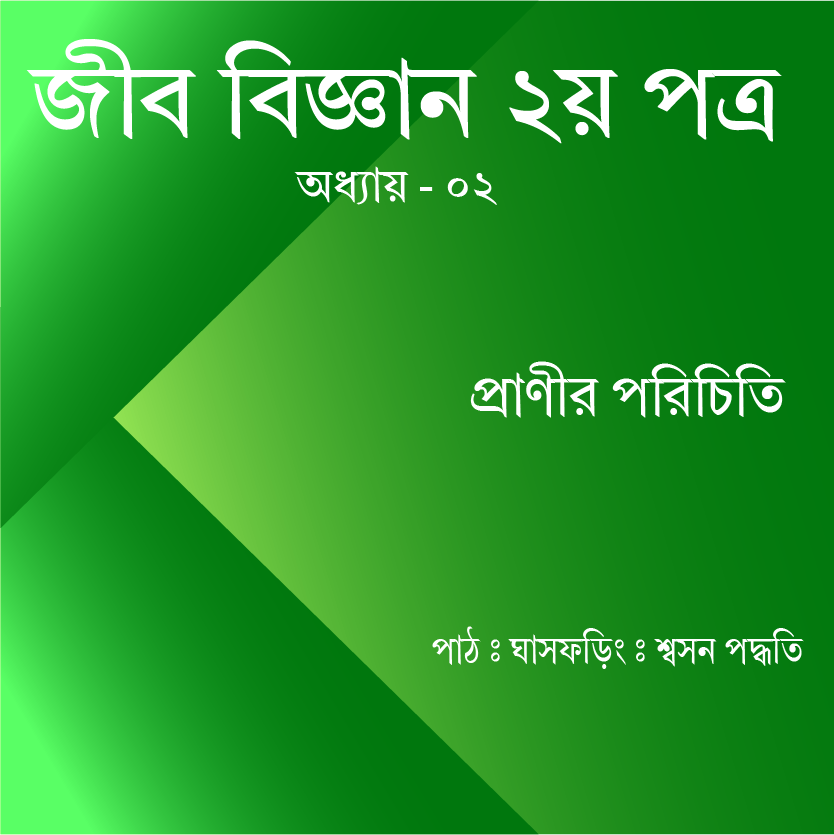 জীব বিজ্ঞান ২য় পত্র
অধ্যায় - ০২
প্রাণীর পরিচিতি
পাঠ ঃ ঘাসফড়িং ঃ শ্বসন পদ্ধতি